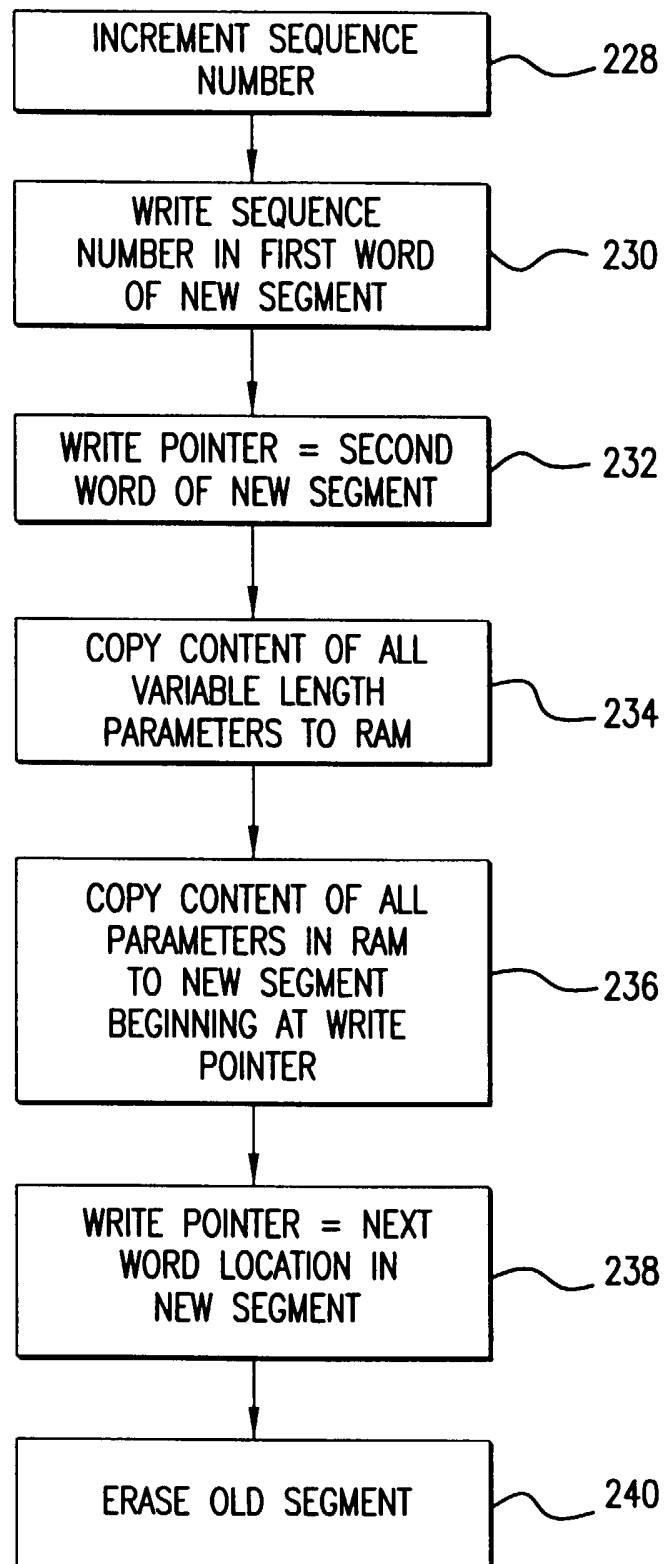 INCREMENT SEQUENCE
NUMBER
228
WRITE SEQUENCE
NUMBER IN FIRST WORD
OF NEW SEGMENT
230
WRITE POINTER = SECOND
WORD OF NEW SEGMENT
232
COPY CONTENT OF ALL
VARIABLE LENGTH
PARAMETERS TO RAM
234
COPY CONTENT OF ALL
PARAMETERS IN RAM
TO NEW SEGMENT
BEGINNING AT WRITE
POINTER
236
WRITE POINTER = NEXT
WORD LOCATION IN
NEW SEGMENT
238
ERASE OLD SEGMENT
240